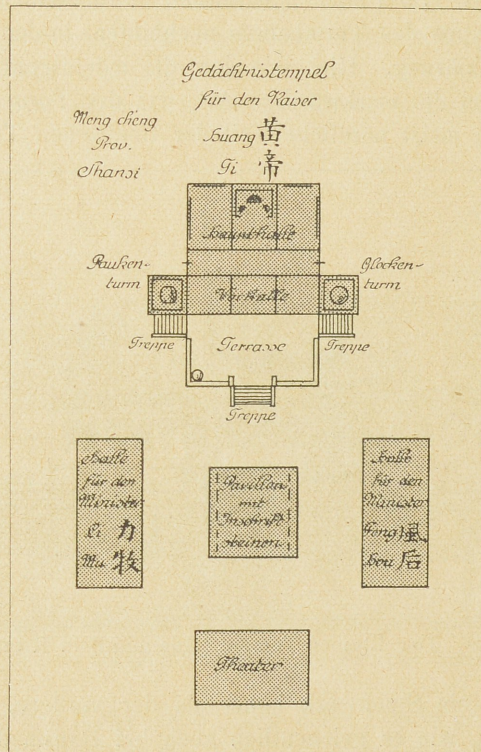 Gedächtnistempel
für den Kaiser
Huang 黄
Ti 帝
Meng cheng
Prov.
Shansi
Haupthalle
Pauken-
turm
Glocken-
turm
Vorhalle
Treppe
Terrasse
Treppe
Treppe
Halle
für den
Minister
Li 力
Mu 牧
Pavillon
mit
Inschrift-
steinen
Halle
für den
Minister
Feng 風
hou 后
Theater